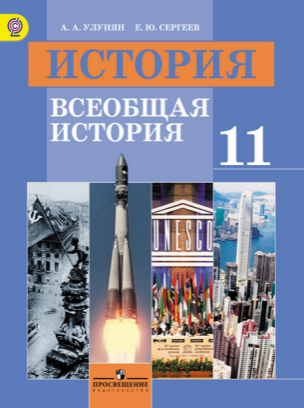 А. А. УЛУНЯН Е. Ю. СЕРГЕЕВ
ИСТОРИЯ
ВСЕОБЩАЯ
ИСТОРИЯ
11
UNESCO
ПРОСВЕЩЕНИЕ
ИЗДАТЕЛЬСТВО